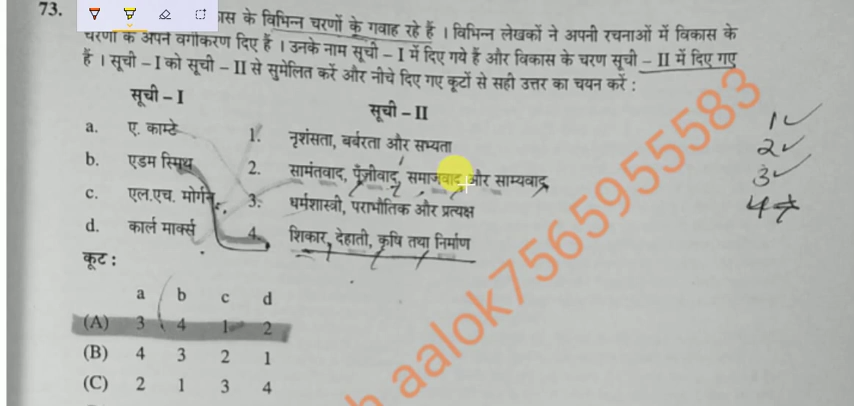 73. ास के विभिन्न चरणों के गवाह रहे हैं । विभिन्न लेखकों ने अपनी रचनाओं में विकास के
चरणों के अपने वर्गीकरण दिए हैं । उनके नाम सूची – I में दिए गये हैं और विकास के चरण सूची – II में दिए गए
हैं । सूची – I को सूची – II से सुमेलित करें और नीचे दिए गए कूटों से सही उत्तर का चयन करें :
सूची – I सूची – II
a. ए. काम्टे 1. नृशंसता, बर्बरता और सभ्यता
b. एडम स्मिथ 2. सामंतवाद, पूँजीवाद, समाजवाद और साम्यवाद
c. एल.एच. मोर्गन 3. धर्मशास्त्री, पराभौतिक और प्रत्यक्ष
d. कार्ल मार्क्स 4. शिकार, देहाती, कृषि तथा निर्माण
कूट :
a b c d
(A) 3 4 1 2
(B) 4 3 2 1
(C) 2 1 3 4
1
2
3
4
aalok7565955583